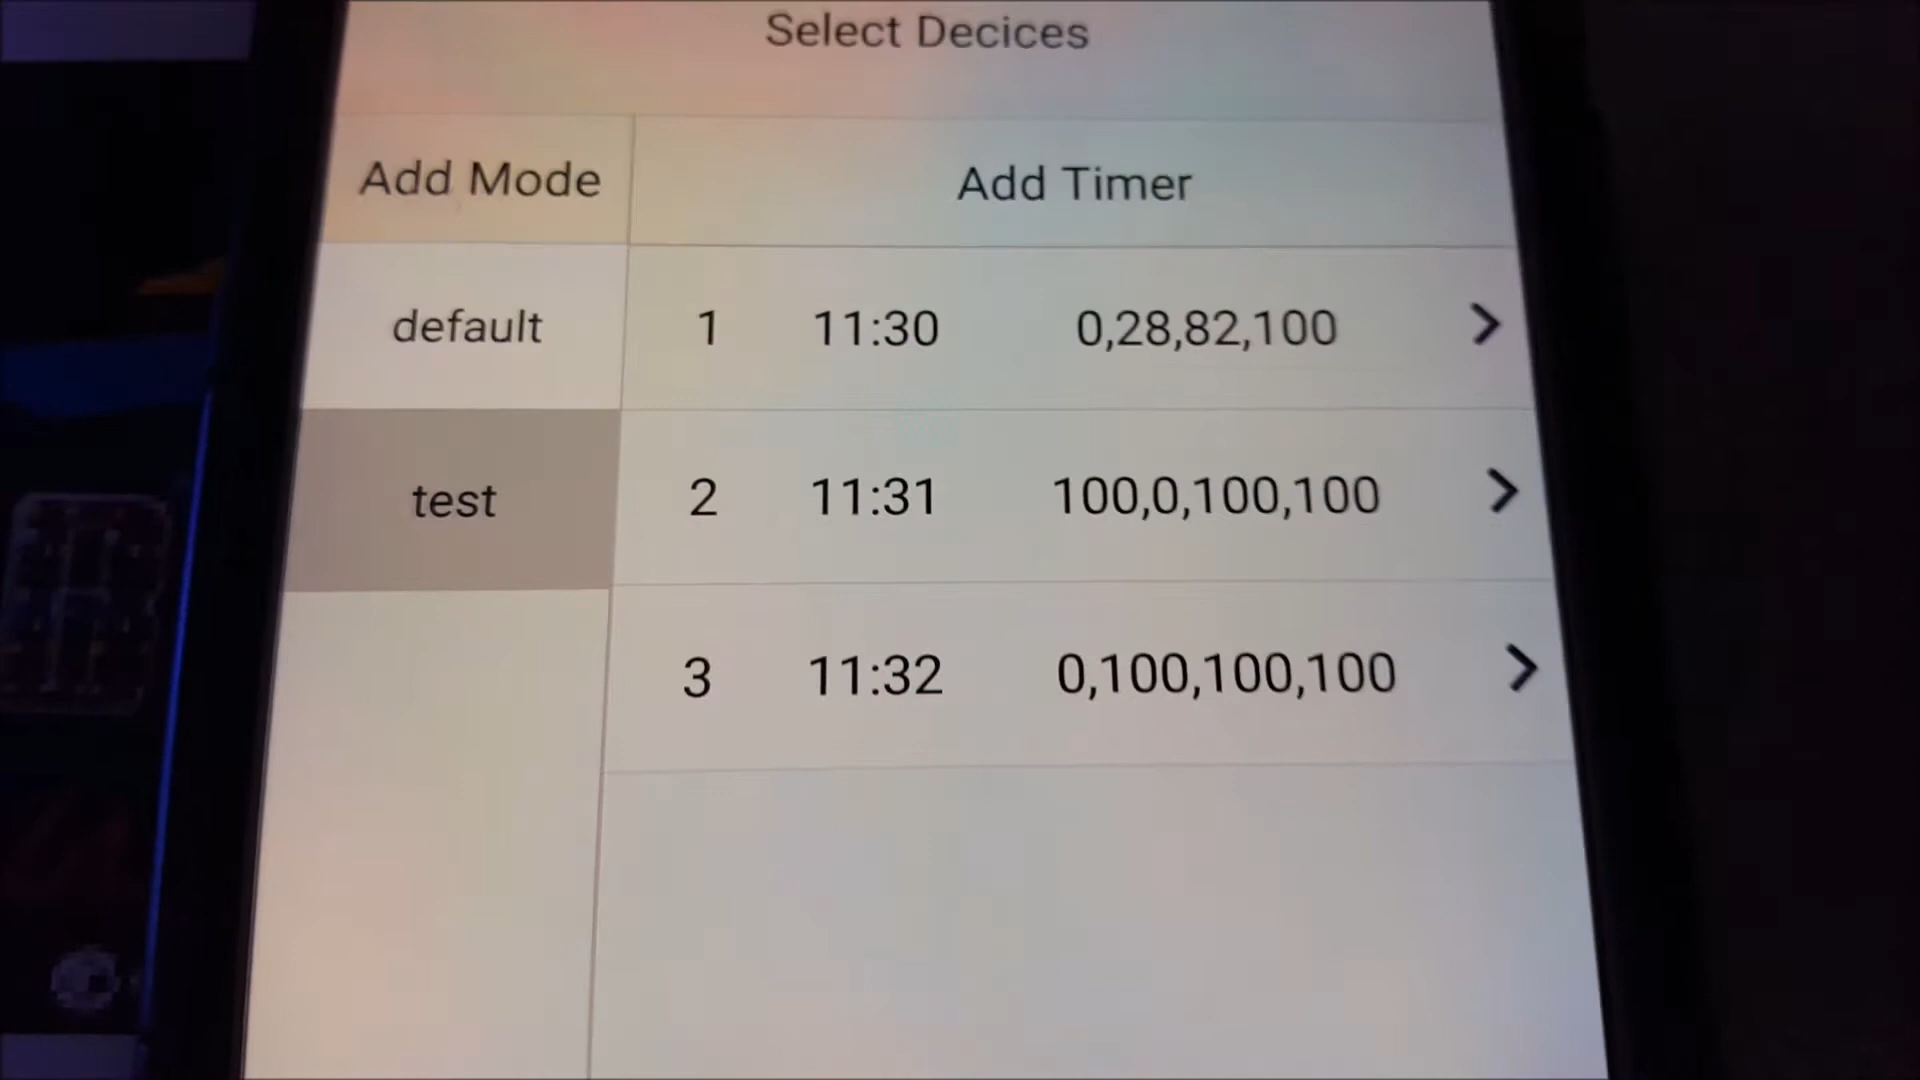 Select Decices
Add Mode
Add Timer
default
1 11:30 0,28,82,100
test
2 11:31 100,0,100,100
3 11:32 0,100,100,100